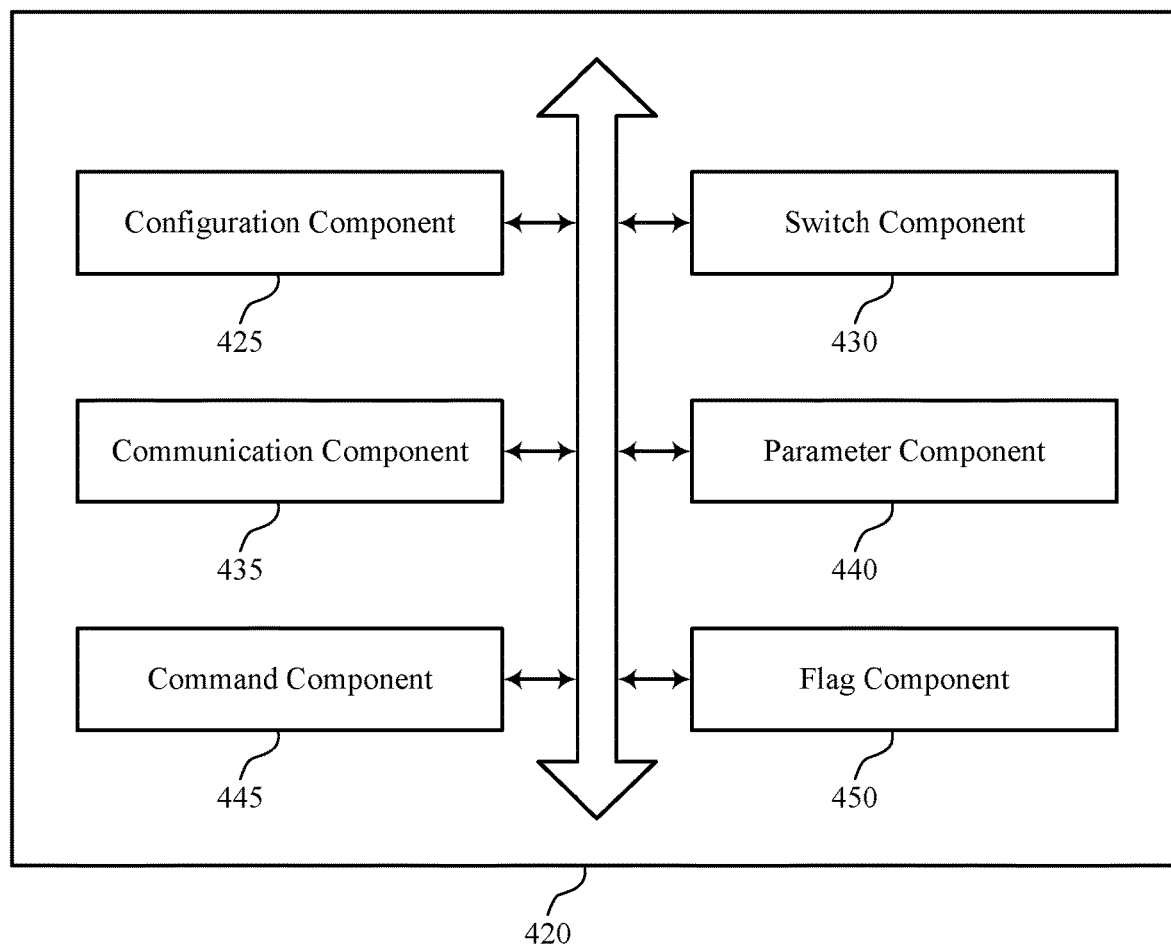 Configuration Component
Switch Component
425
430
Communication Component
Parameter Component
435
440
Command Component
Flag Component
445
450
420